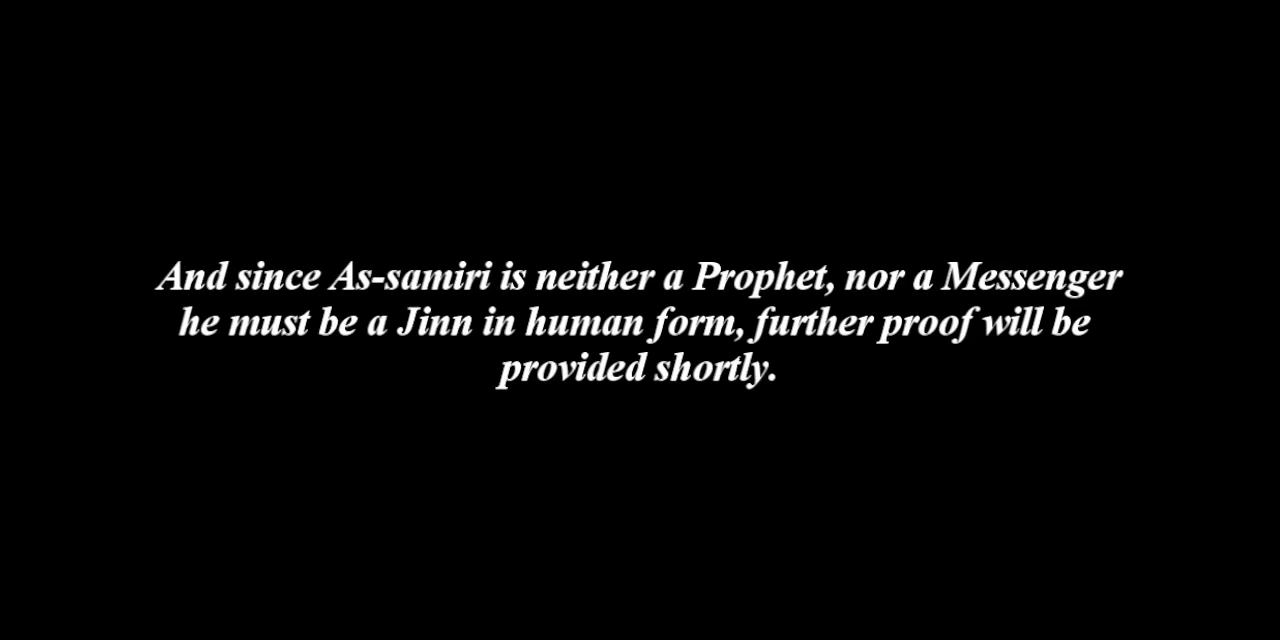 And since As-samiri is neither a Prophet, nor a Messenger
he must be a Jinn in human form, further proof will be
provided shortly.